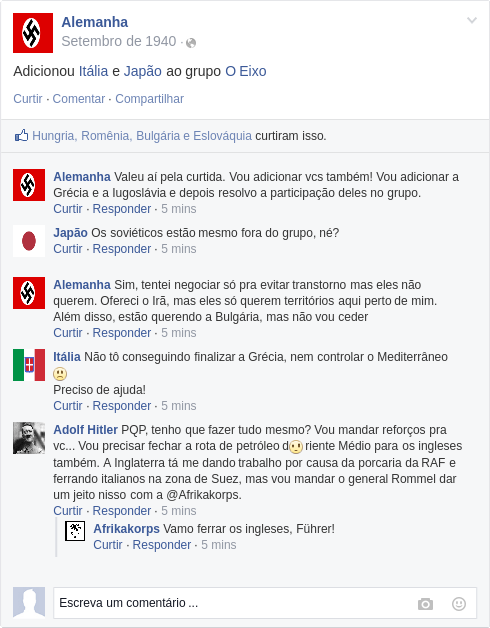 Alemanha
Setembro de 1940 ·
Adicionou Itália e Japão ao grupo O Eixo
Curtir · Comentar · Compartilhar
Hungria, Romênia, Bulgária e Eslováquia curtiram isso.
Alemanha Valeu aí pela curtida. Vou adicionar vcs também! Vou adicionar a
Grécia e a Iugoslávia e depois resolvo a participação deles no grupo.
Curtir · Responder · 5 mins
Japão Os soviéticos estão mesmo fora do grupo, né?
Curtir · Responder · 5 mins
Alemanha Sim, tentei negociar só pra evitar transtorno mas eles não
querem. Ofereci o Irã, mas eles só querem territórios aqui perto de mim.
Além disso, estão querendo a Bulgária, mas não vou ceder
Curtir · Responder · 5 mins
Itália Não tô conseguindo finalizar a Grécia, nem controlar o Mediterrâneo
Preciso de ajuda!
Curtir · Responder · 5 mins
Adolf Hitler PQP, tenho que fazer tudo mesmo? Vou mandar reforços pra
vc... Vou precisar fechar a rota de petróleo d riente Médio para os ingleses
também. A Inglaterra tá me dando trabalho por causa da porcaria da RAF e
ferrando italianos na zona de Suez, mas vou mandar o general Rommel dar
um jeito nisso com a @Afrikakorps.
Curtir · Responder · 5 mins
Afrikakorps Vamo ferrar os ingleses, Führer!
Curtir · Responder · 5 mins
Escreva um comentário ...